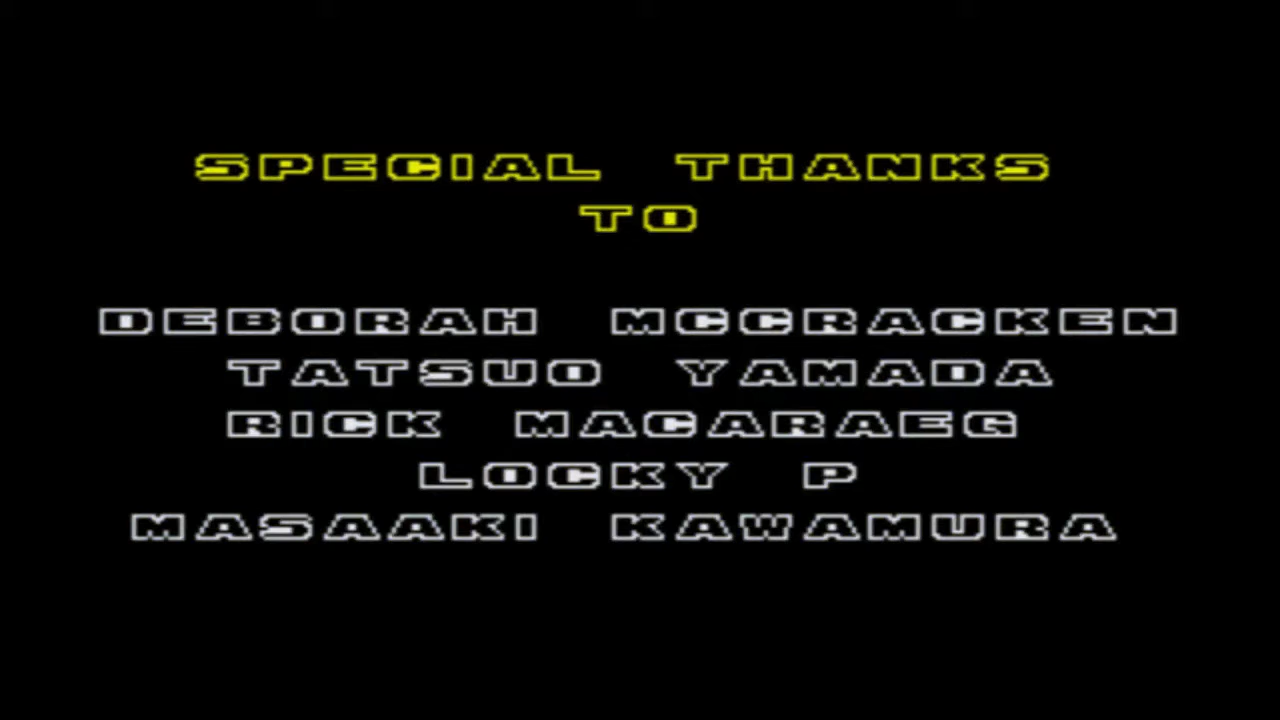 SPECIAL THANKS
TO
DEBORAH MCCRACKEN
TATSUO YAMADA
RICK MACARAEG
LOCKY P
MASAAKI KAWAMURA